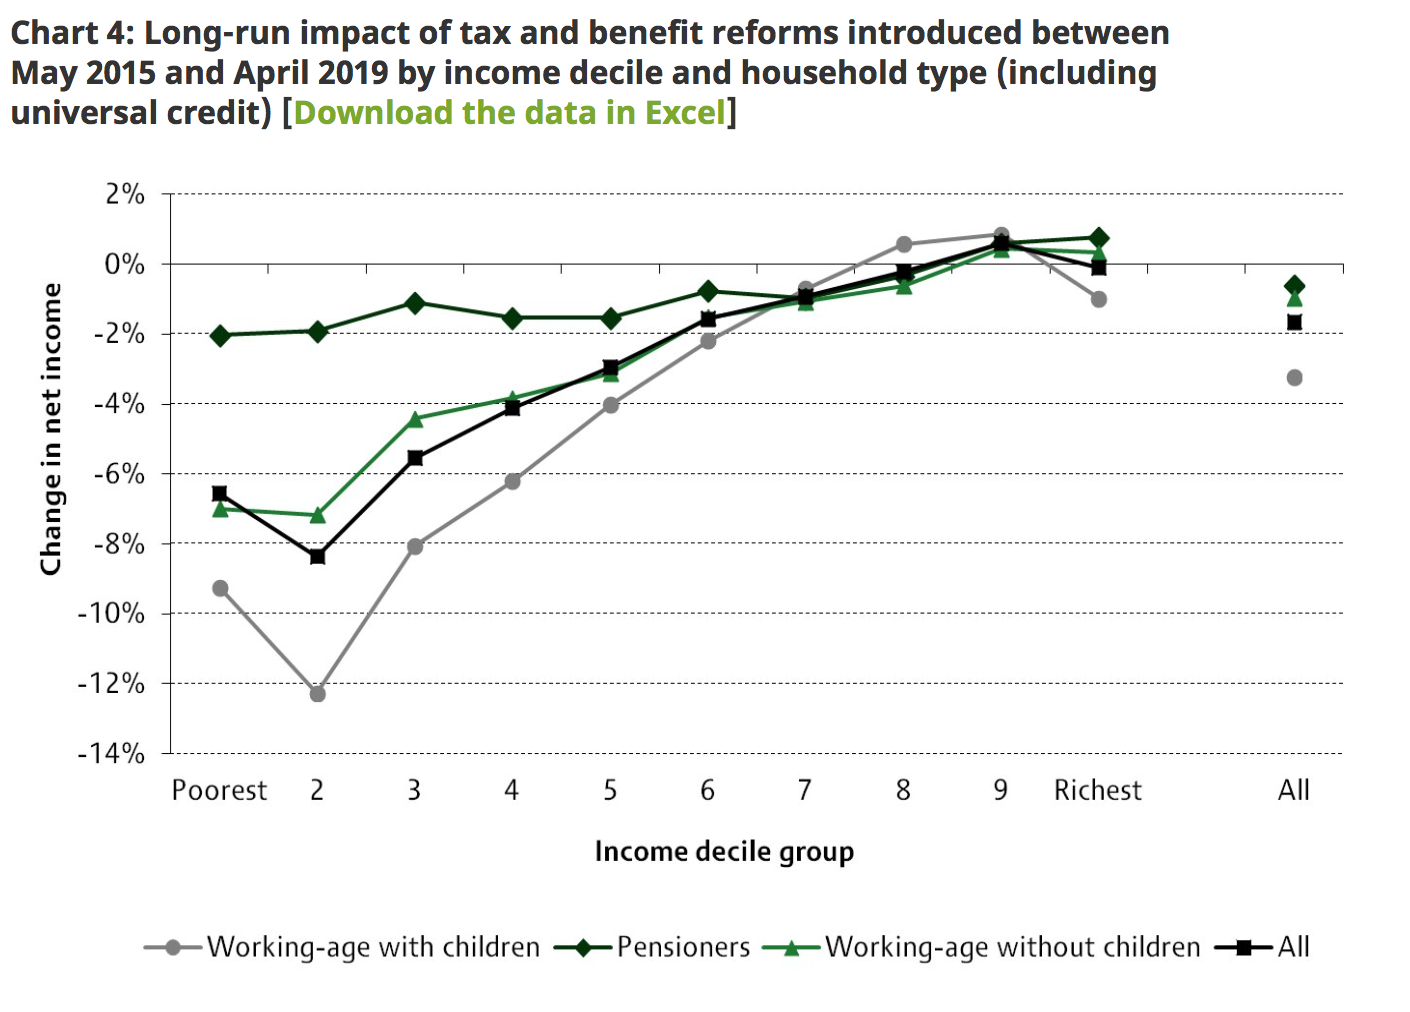 Chart 4: Long-run impact of tax and benefit reforms introduced between
May 2015 and April 2019 by income decile and household type (including
universal credit) [Download the data in Excel]
2%
0%
-2%
-4%
-6%
-8%
-10%
-12%
-14%
Change in net income
Poorest 2 3 4 5 6 7 8 9 Richest All
Income decile group
Working-age with children Pensioners Working-age without children All